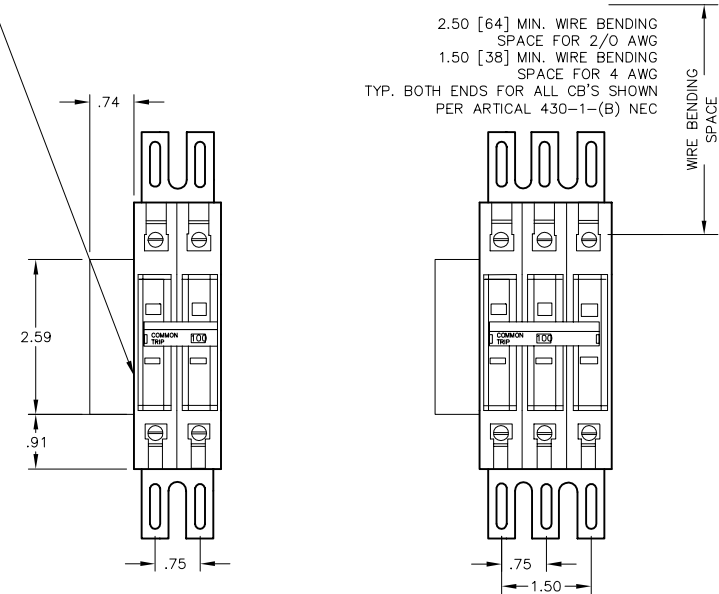 2.50 [64] MIN. WIRE BENDING
SPACE FOR 2/0 AWG
1.50 [38] MIN. WIRE BENDING
SPACE FOR 4 AWG
TYP. BOTH ENDS FOR ALL CB'S SHOWN
PER ARTICAL 430-1-(B) NEC
WIRE BENDING
SPACE
.74
2.59
.91
COMMON
TRIP
100
.75
COMMON
TRIP
100
.75
1.50